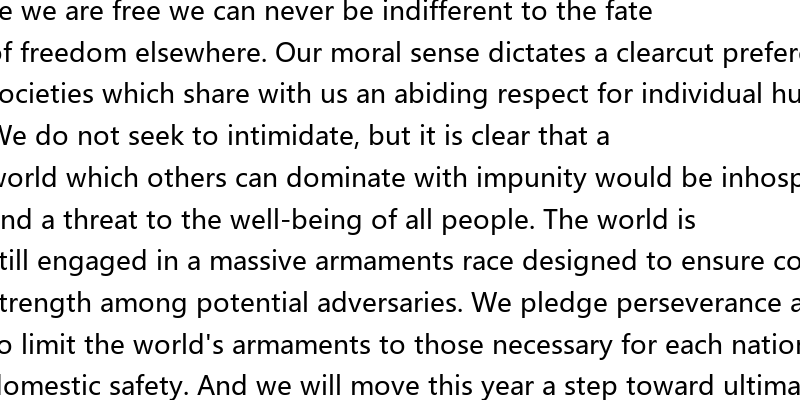 e we are free we can never be indifferent to the fate
of freedom elsewhere. Our moral sense dictates a clearcut prefer
ocieties which share with us an abiding respect for individual hu
We do not seek to intimidate, but it is clear that a
world which others can dominate with impunity would be inhosp
nd a threat to the well-being of all people. The world is
till engaged in a massive armaments race designed to ensure co
trength among potential adversaries. We pledge perseverance a
o limit the world's armaments to those necessary for each nation
domestic safety. And we will move this year a step toward ultima